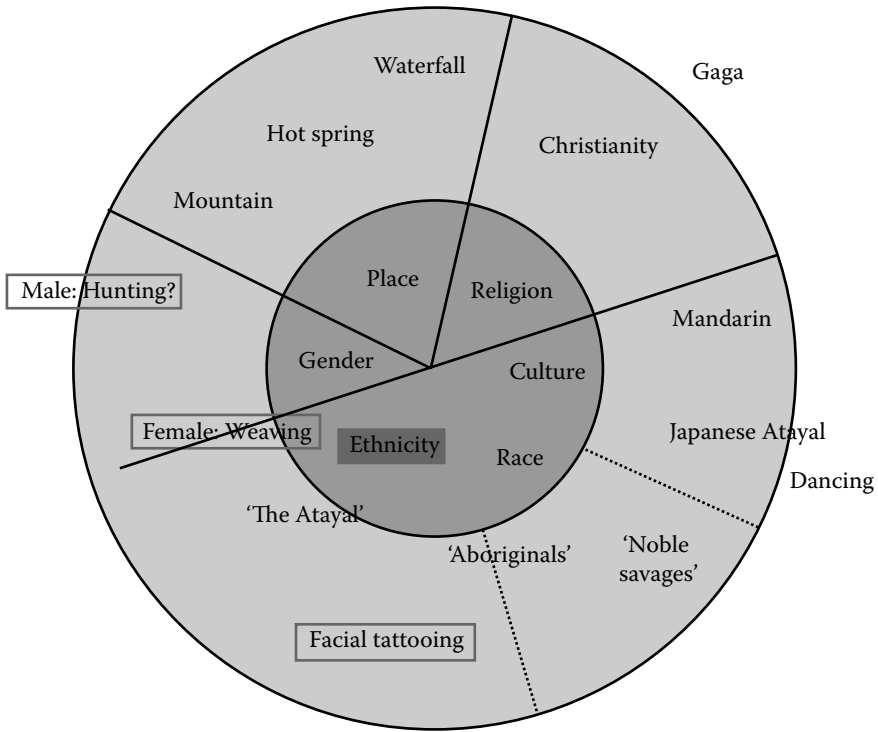 Waterfall
Gaga
Hot spring
Christianity
Mountain
Place
Religion
Male: Hunting?
Mandarin
Gender
Culture
Female: Weaving
Japanese Atayal
Ethnicity
Race
Dancing
‘The Atayal’
‘Aboriginals’
‘Noble
savages’
Facial tattooing